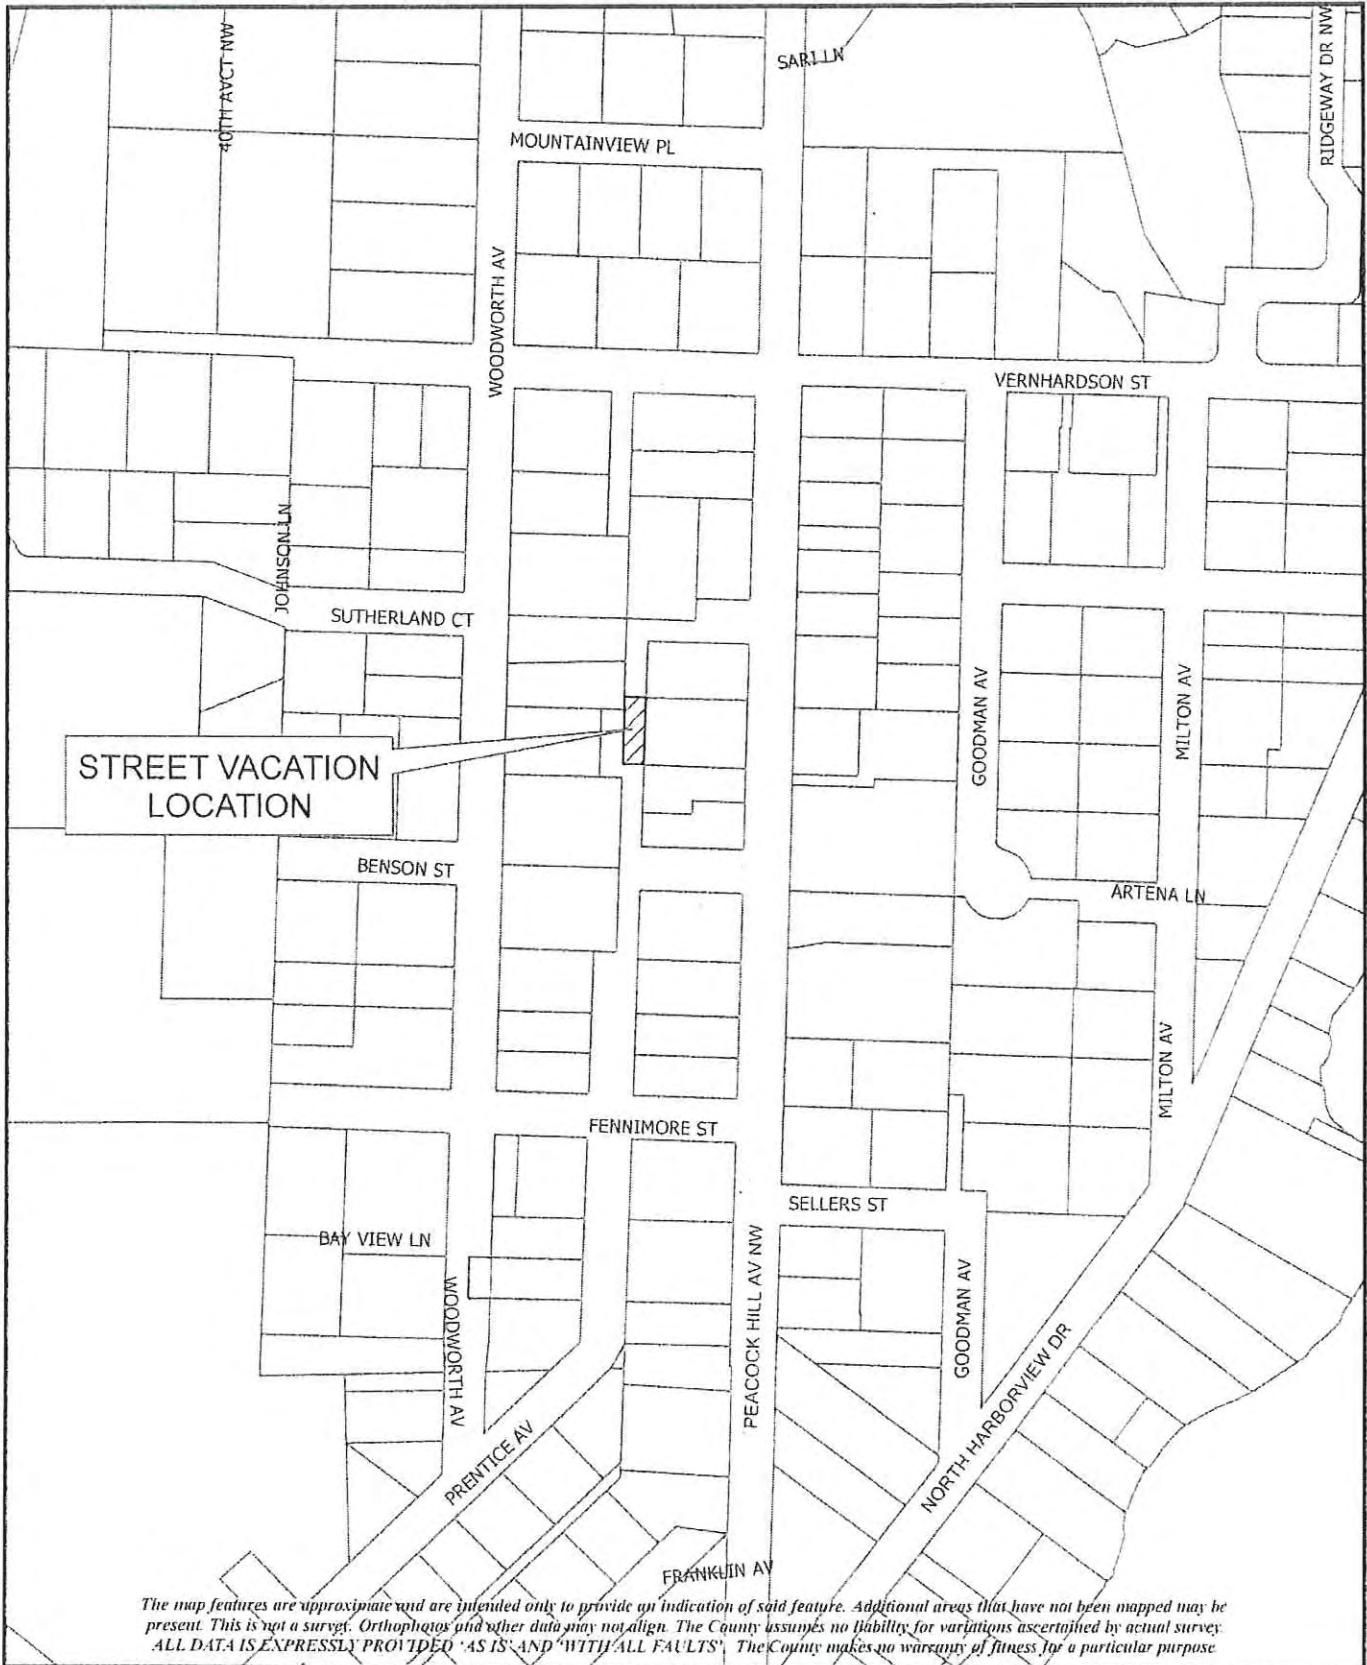 40TH AVCT NW
SARI LN
RIDGEWAY DR NW
MOUNTAINVIEW PL
WOODWORTH AV
VERNHARDSON ST
JOHNSON LN
SUTHERLAND CT
GOODMAN AV
MILTON AV
STREET VACATION
LOCATION
BENSON ST
ARTENA LN
MILTON AV
FENNIMORE ST
SELLERS ST
BAY VIEW LN
WOODWORTH AV
PEACOCK HILL AV NW
GOODMAN AV
NORTH HARBORVIEW DR
PRENTICE AV
FRANKLIN AV
The map features are approximate and are intended only to provide an indication of said feature. Additional areas that have not been mapped may be
present. This is not a survey. Orthophotos and other data may not align. The County assumes no liability for variations ascertained by actual survey.
ALL DATA IS EXPRESSLY PROVIDED 'AS IS' AND 'WITH ALL FAULTS'. The County makes no warranty of fitness for a particular purpose